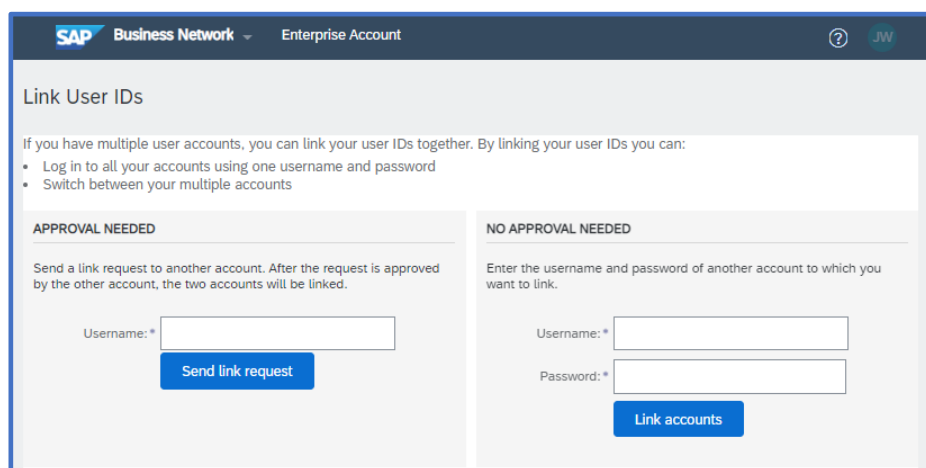 SAP Business Network Enterprise Account ? JW
Link User IDs
If you have multiple user accounts, you can link your user IDs together. By linking your user IDs you can:
• Log in to all your accounts using one username and password
• Switch between your multiple accounts
APPROVAL NEEDED
Send a link request to another account. After the request is approved
by the other account, the two accounts will be linked.
Username:*
Send link request
NO APPROVAL NEEDED
Enter the username and password of another account to which you
want to link.
Username:*
Password:*
Link accounts